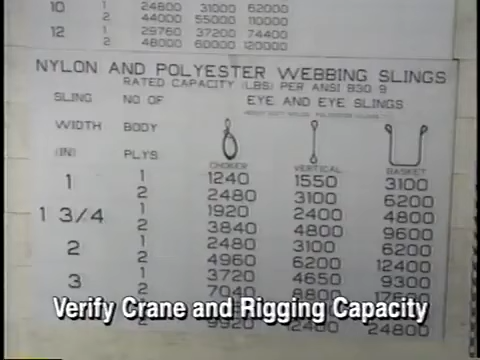 10 1 24800 31000 62000
2 44000 55000 110000
12 1 29760 37200 74400
2 48000 60000 120000
NYLON AND POLYESTER WEBBING SLINGS
RATED CAPACITY (LBS) PER ANSI B30 9
SLING NO OF EYE AND EYE SLINGS
WIDTH BODY
(IN) PLYS CHOKER VERTICAL BASKET
1 1 1240 1550 3100
2 2480 3100 6200
1 3/4 1 1920 2400 4800
2 3840 4800 9600
2 1 2480 3100 6200
2 4960 6200 12400
3 1 3720 4650 9300
2 7040 8800
Verify Crane and Rigging Capacity
2 9920 12400 24800